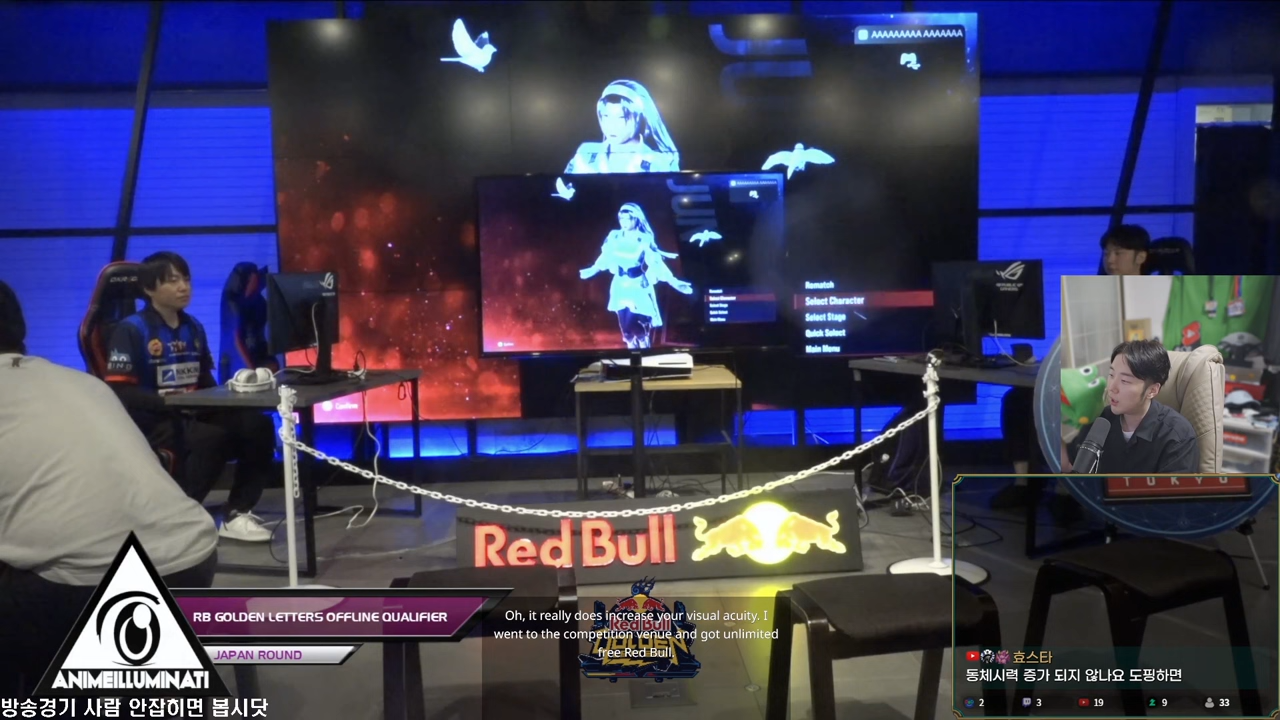 AAAAAAAAA AAAAAAA
Rematch
Select Character
Select Stage
Quick Select
Main Menu
Confirm
Red Bull
TOKYO
RB GOLDEN LETTERS OFFLINE QUALIFIER
JAPAN ROUND
ANIMEILLUMINATI
방송경기 사람 안잡히면 봅시닷
Oh, it really does increase your visual acuity. I
went to the competition venue and got unlimited
free Red Bull.
효스타
동체시력 증가 되지 않나요 도핑하면
2 3 19 9 33